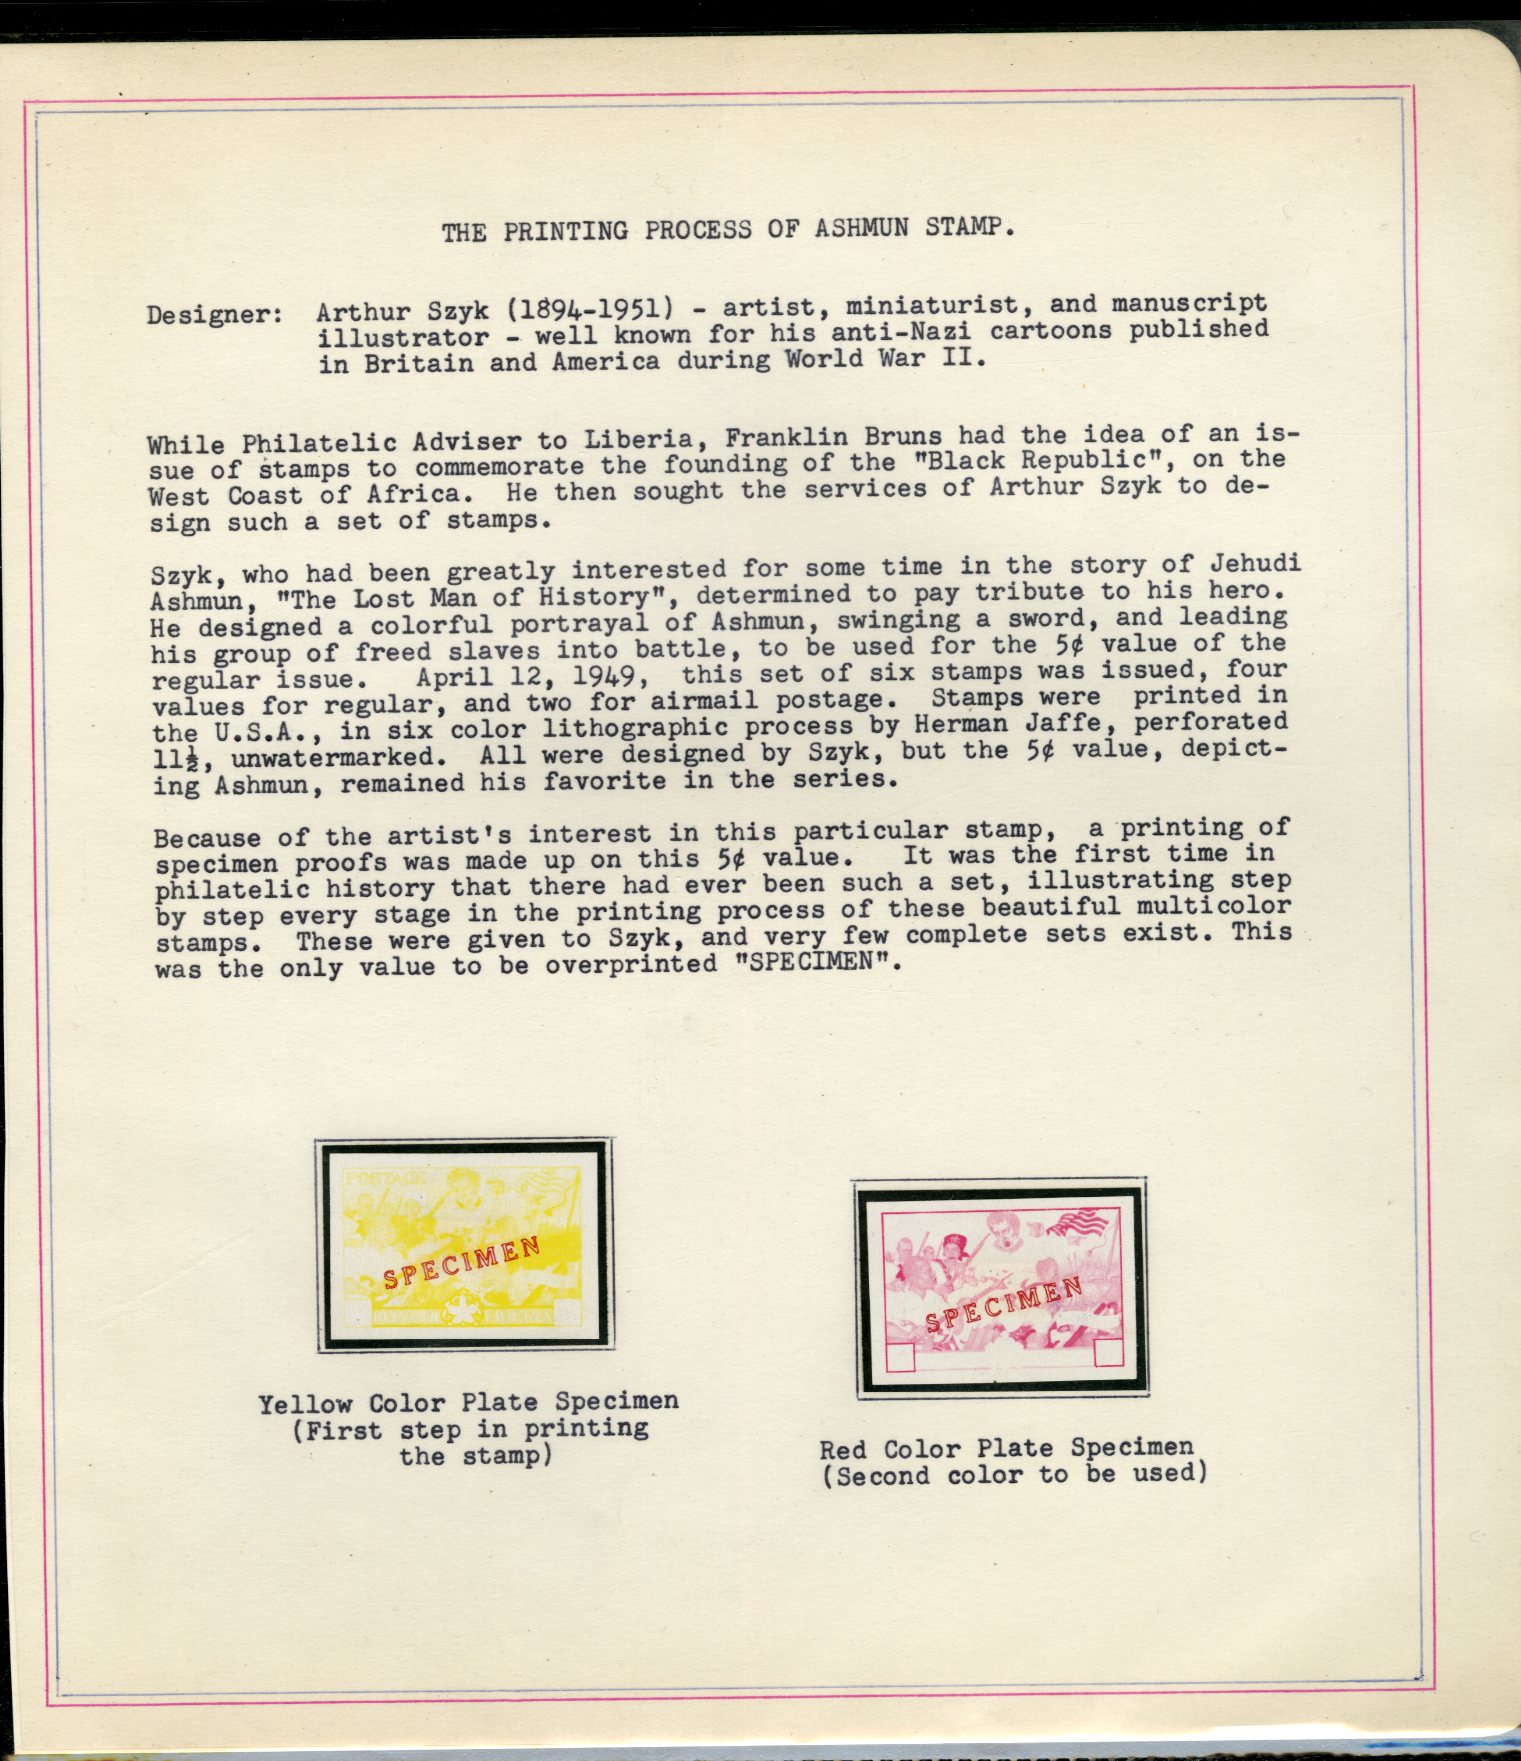 THE PRINTING PROCESS OF ASHMUN STAMP.
Designer: Arthur Szyk (1894-1951) - artist, miniaturist, and manuscript
illustrator - well known for his anti-Nazi cartoons published
in Britain and America during World War II.
While Philatelic Adviser to Liberia, Franklin Bruns had the idea of an is-
sue of stamps to commemorate the founding of the "Black Republic", on the
West Coast of Africa. He then sought the services of Arthur Szyk to de-
sign such a set of stamps.
Szyk, who had been greatly interested for some time in the story of Jehudi
Ashmun, "The Lost Man of History", determined to pay tribute to his hero.
He designed a colorful portrayal of Ashmun, swinging a sword, and leading
his group of freed slaves into battle, to be used for the 5¢ value of the
regular issue. April 12, 1949, this set of six stamps was issued, four
values for regular, and two for airmail postage. Stamps were printed in
the U.S.A., in six color lithographic process by Herman Jaffe, perforated
11½, unwatermarked. All were designed by Szyk, but the 5¢ value, depict-
ing Ashmun, remained his favorite in the series.
Because of the artist's interest in this particular stamp, a printing of
specimen proofs was made up on this 5¢ value. It was the first time in
philatelic history that there had ever been such a set, illustrating step
by step every stage in the printing process of these beautiful multicolor
stamps. These were given to Szyk, and very few complete sets exist. This
was the only value to be overprinted "SPECIMEN".
POSTAGE
SPECIMEN
Yellow Color Plate Specimen
(First step in printing
the stamp)
SPECIMEN
Red Color Plate Specimen
(Second color to be used)